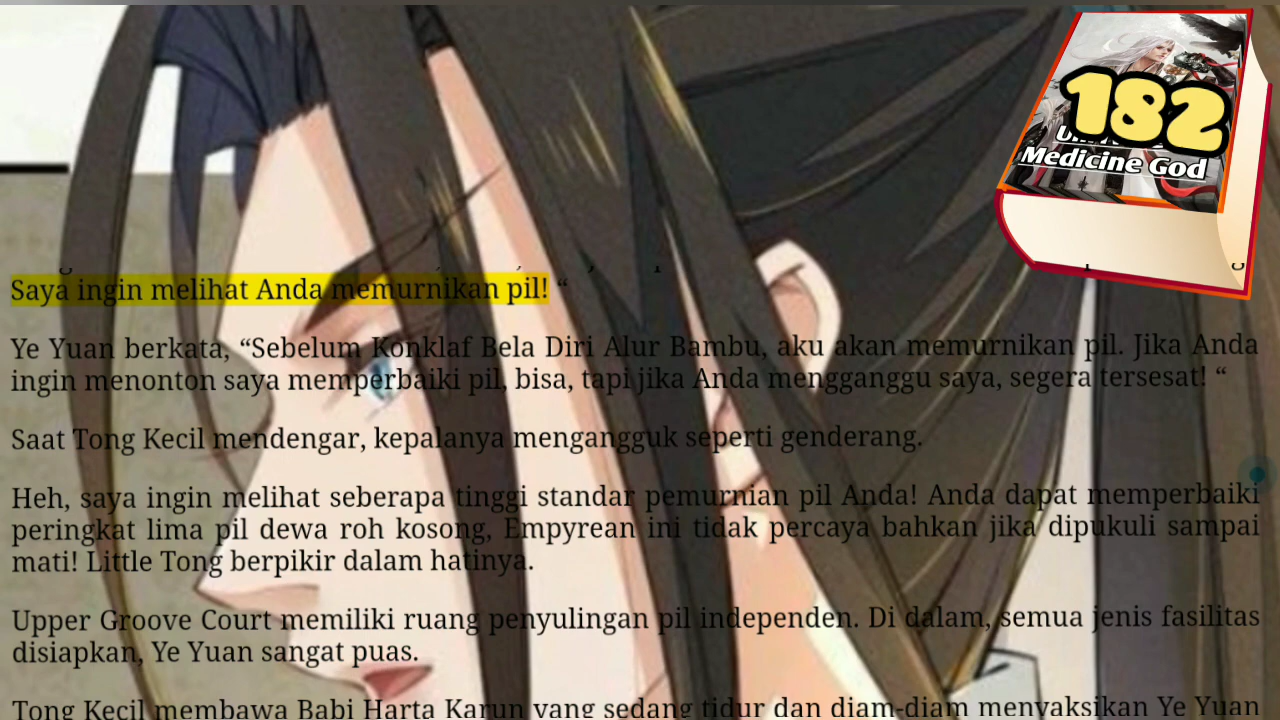 182
Medicine God
Saya ingin melihat Anda memurnikan pil! “
Ye Yuan berkata, “Sebelum Konklaf Bela Diri Alur Bambu, aku akan memurnikan pil. Jika Anda
ingin menonton saya memperbaiki pil, bisa, tapi jika Anda mengganggu saya, segera tersesat! “
Saat Tong Kecil mendengar, kepalanya mengangguk seperti genderang.
Heh, saya ingin melihat seberapa tinggi standar pemurnian pil Anda! Anda dapat memperbaiki
peringkat lima pil dewa roh kosong, Empyrean ini tidak percaya bahkan jika dipukuli sampai
mati! Little Tong berpikir dalam hatinya.
Upper Groove Court memiliki ruang penyulingan pil independen. Di dalam, semua jenis fasilitas
disiapkan, Ye Yuan sangat puas.
Tong Kecil membawa Babi Harta Karun yang sedang tidur dan diam-diam menyaksikan Ye Yuan